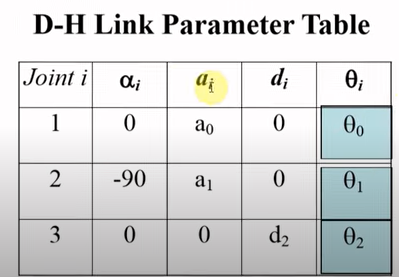 D-H Link Parameter Table
Joint i αᵢ aᵢ dᵢ θᵢ
1 0 a₀ 0 θ₀
2 -90 a₁ 0 θ₁
3 0 0 d₂ θ₂